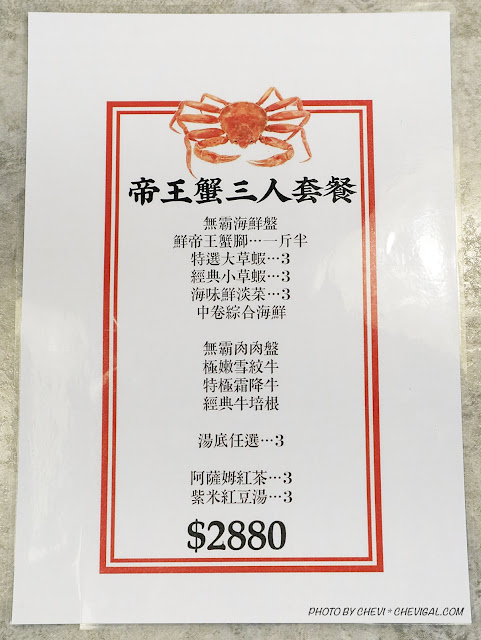 帝王蟹三人套餐
無霸海鮮盤
鮮帝王蟹腳…一斤半
特選大草蝦…3
經典小草蝦…3
海味鮮淡菜…3
中卷綜合海鮮
無霸肉肉盤
極嫩雪紋牛
特極霜降牛
經典牛培根
湯底任選…3
阿薩姆紅茶…3
紫米紅豆湯…3
$2880
PHOTO BY CHEVI * CHEVIGAL.COM